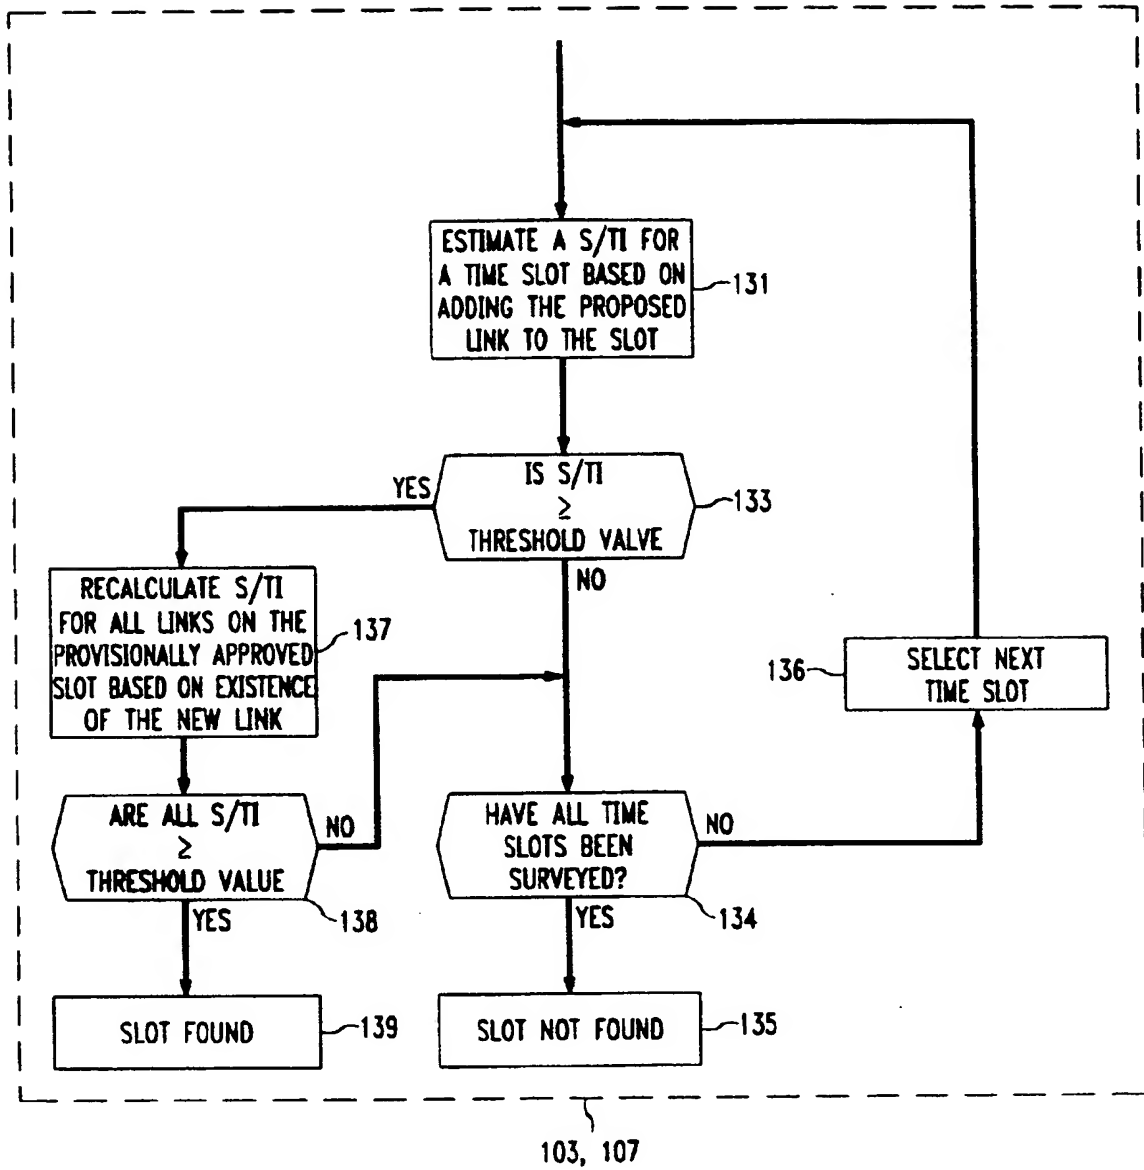 ESTIMATE A S/TI FOR
A TIME SLOT BASED ON
ADDING THE PROPOSED
LINK TO THE SLOT
131
IS S/TI
≥
THRESHOLD VALVE
133
YES
NO
RECALCULATE S/TI
FOR ALL LINKS ON THE
PROVISIONALLY APPROVED
SLOT BASED ON EXISTENCE
OF THE NEW LINK
137
136
SELECT NEXT
TIME SLOT
ARE ALL S/TI
≥
THRESHOLD VALUE
138
NO
YES
HAVE ALL TIME
SLOTS BEEN
SURVEYED?
134
NO
YES
SLOT FOUND
139
SLOT NOT FOUND
135
103, 107